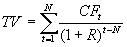 TV = \sum_{t=1}^{N} \frac{CF_t}{(1 + R)^{t-N}}